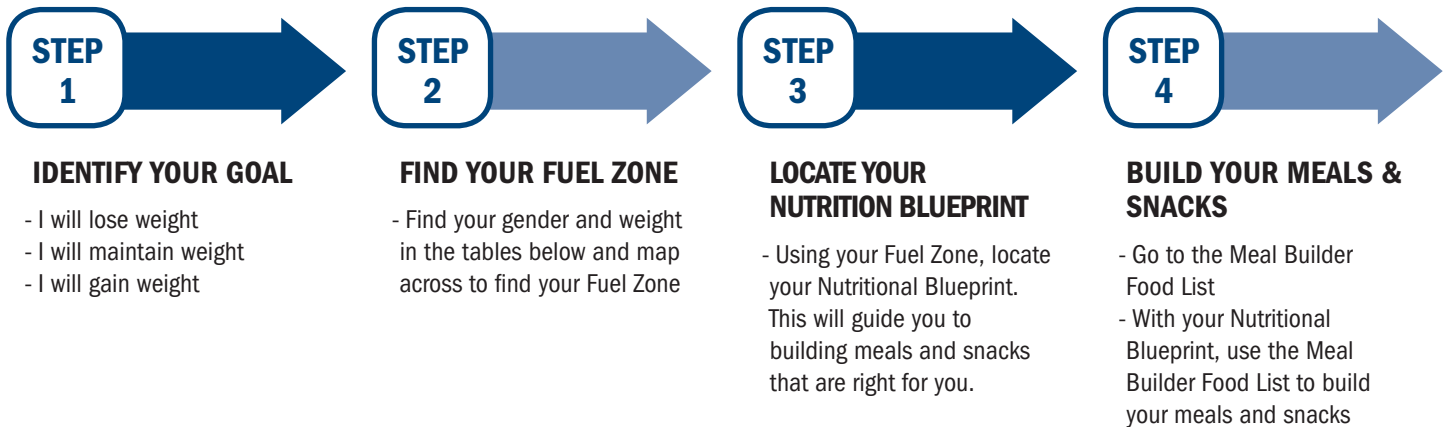 STEP
1
IDENTIFY YOUR GOAL
- I will lose weight
- I will maintain weight
- I will gain weight
STEP
2
FIND YOUR FUEL ZONE
- Find your gender and weight
in the tables below and map
across to find your Fuel Zone
STEP
3
LOCATE YOUR
NUTRITION BLUEPRINT
- Using your Fuel Zone, locate
your Nutritional Blueprint.
This will guide you to
building meals and snacks
that are right for you.
STEP
4
BUILD YOUR MEALS &
SNACKS
- Go to the Meal Builder
Food List
- With your Nutritional
Blueprint, use the Meal
Builder Food List to build
your meals and snacks